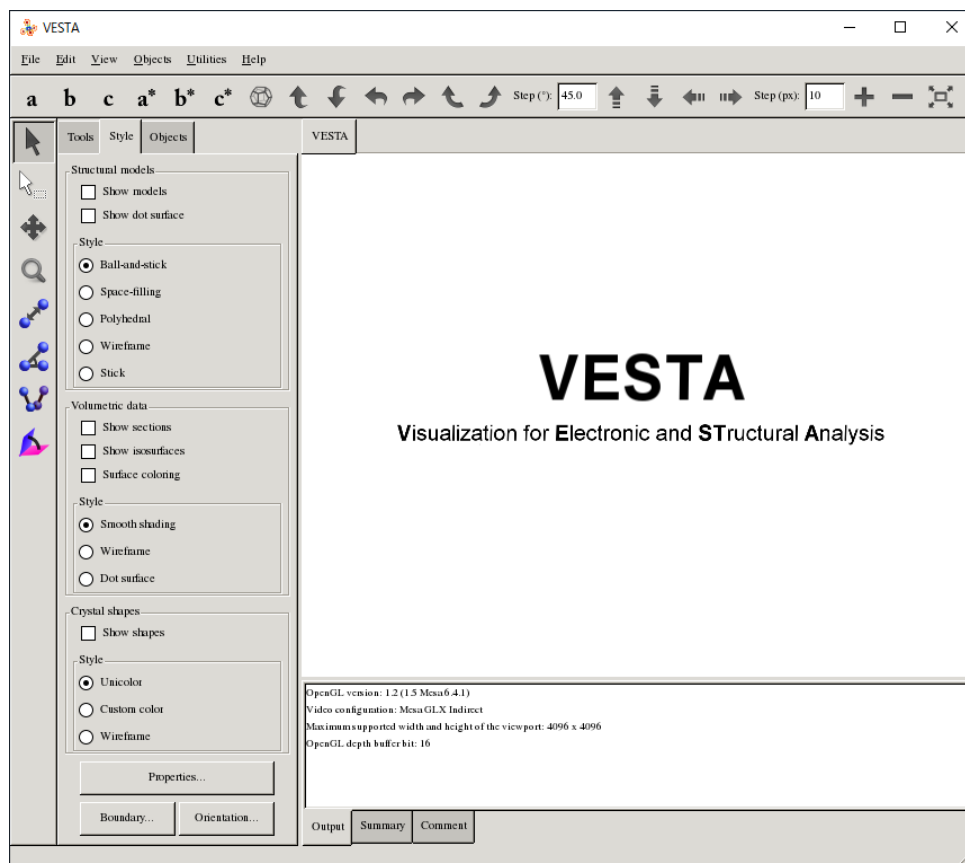 VESTA
File Edit View Objects Utilities Help
a b c a* b* c* Step (°): 45.0 Step (px): 10
Tools Style Objects
VESTA
Structural models
Show models
Show dot surface
Style
Ball-and-stick
Space-filling
Polyhedral
Wireframe
Stick
Volumetric data
Show sections
Show isosurfaces
Surface coloring
Style
Smooth shading
Wireframe
Dot surface
Crystal shapes
Show shapes
Style
Unicolor
Custom color
Wireframe
Properties...
Boundary... Orientation...
VESTA
Visualization for Electronic and STructural Analysis
OpenGL version: 1.2 (1.5 Mesa 6.4.1)
Video configuration: Mesa GLX Indirect
Maximum supported width and height of the viewport: 4096 x 4096
OpenGL depth buffer bit: 16
Output Summary Comment